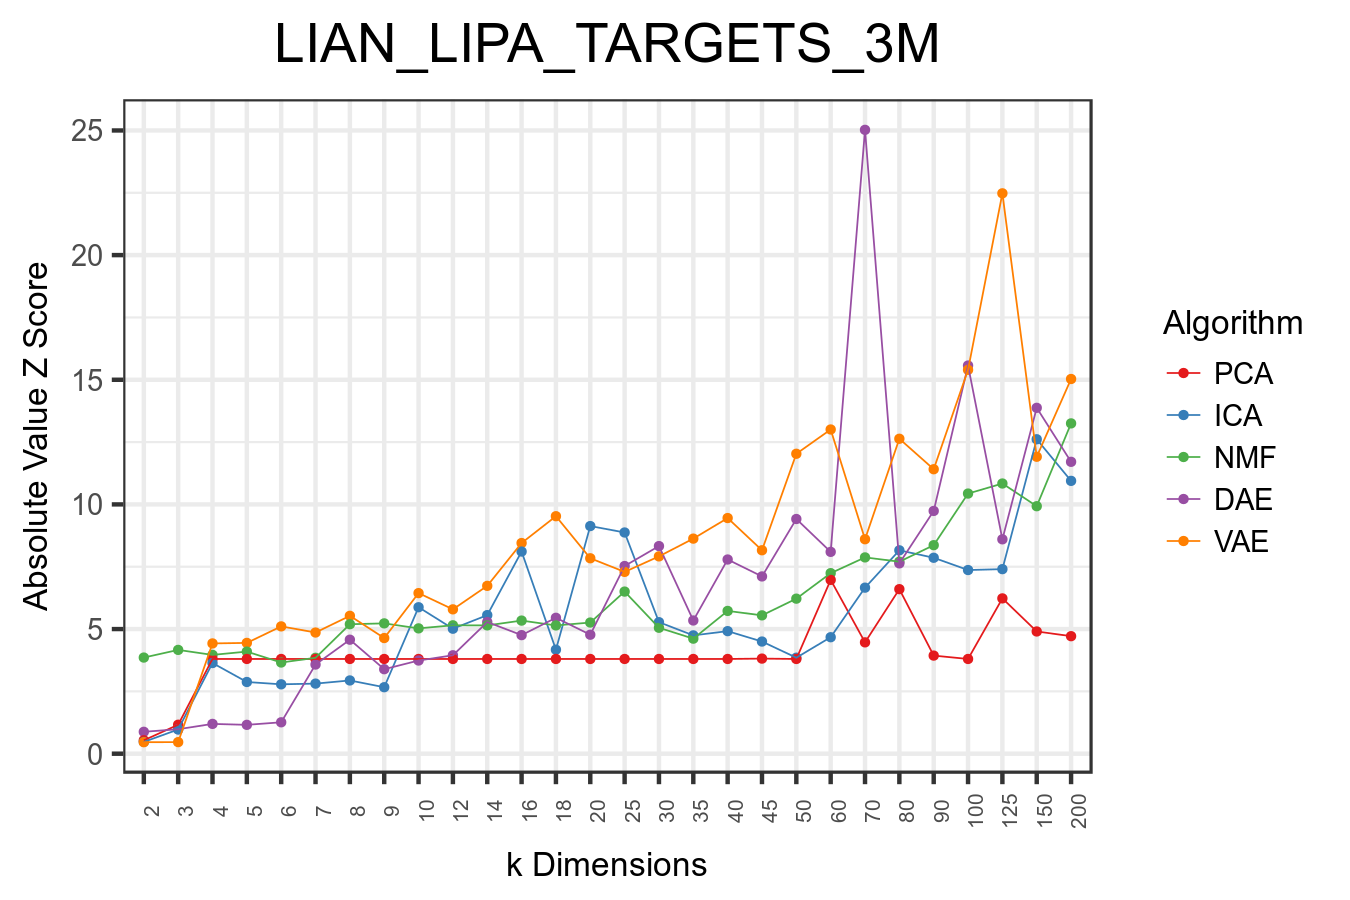 LIAN_LIPA_TARGETS_3M
Absolute Value Z Score
25
20
15
10
5
0
2 3 4 5 6 7 8 9 10 12 14 16 18 20 25 30 35 40 45 50 60 70 80 90 100 125 150 200
k Dimensions
Algorithm
PCA
ICA
NMF
DAE
VAE